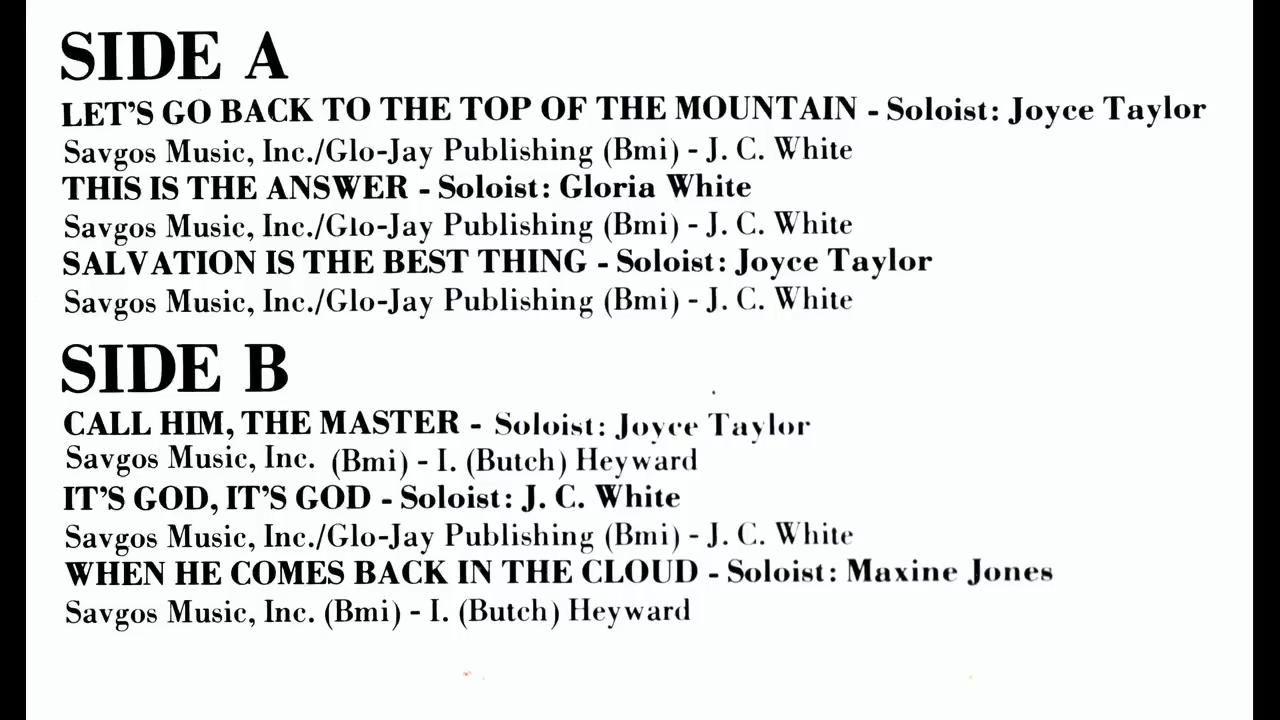 SIDE A
LET'S GO BACK TO THE TOP OF THE MOUNTAIN - Soloist: Joyce Taylor
Savgos Music, Inc./Glo-Jay Publishing (Bmi) - J. C. White
THIS IS THE ANSWER - Soloist: Gloria White
Savgos Music, Inc./Glo-Jay Publishing (Bmi) - J. C. White
SALVATION IS THE BEST THING - Soloist: Joyce Taylor
Savgos Music, Inc./Glo-Jay Publishing (Bmi) - J. C. White
SIDE B
CALL HIM, THE MASTER - Soloist: Joyce Taylor
Savgos Music, Inc. (Bmi) - I. (Butch) Heyward
IT'S GOD, IT'S GOD - Soloist: J. C. White
Savgos Music, Inc./Glo-Jay Publishing (Bmi) - J. C. White
WHEN HE COMES BACK IN THE CLOUD - Soloist: Maxine Jones
Savgos Music, Inc. (Bmi) - I. (Butch) Heyward